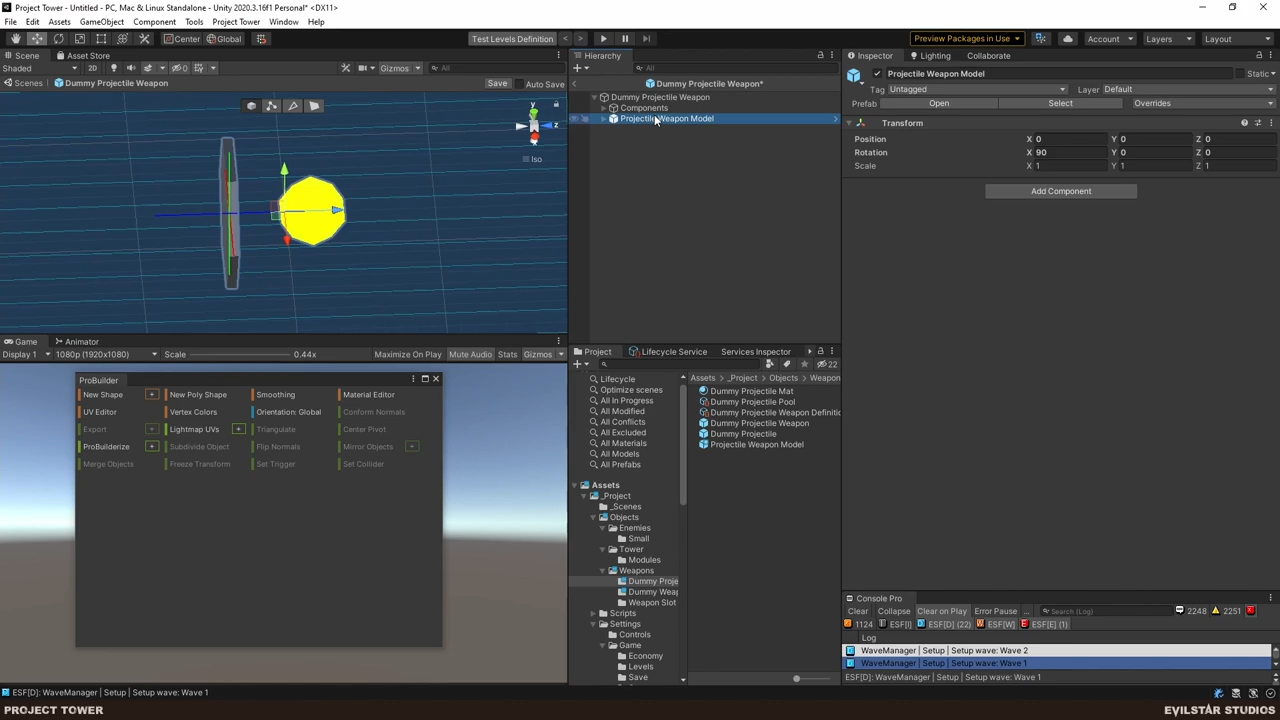 Project Tower - Untitled - PC, Mac & Linux Standalone - Unity 2020.3.16f1 Personal* <DX11>
File Edit Assets GameObject Component Tools Project Tower Window Help
Center Global Test Levels Definition Preview Packages in Use Account Layers Layout
Scene Asset Store
Shaded 2D 0 Gizmos All
Scenes Dummy Projectile Weapon Save Auto Save
y
z
x
Iso
Hierarchy
All
Dummy Projectile Weapon*
Dummy Projectile Weapon
Components
Projectile Weapon Model
Inspector Lighting Collaborate
Projectile Weapon Model Static
Tag Untagged Layer Default
Prefab Open Select Overrides
Transform
Position X 0 Y 0 Z 0
Rotation X 90 Y 0 Z 0
Scale X 1 Y 1 Z 1
Add Component
Game Animator
Display 1 1080p (1920x1080) Scale 0.44x Maximize On Play Mute Audio Stats Gizmos
ProBuilder
New Shape + New Poly Shape Smoothing Material Editor
UV Editor Vertex Colors Orientation: Global Conform Normals
Export + Lightmap UVs + Triangulate Center Pivot
ProBuilderize + Subdivide Object Flip Normals Mirror Objects +
Merge Objects Freeze Transform Set Trigger Set Collider
Project Lifecycle Service Services Inspector
22
Lifecycle
Optimize scenes
All In Progress
All Modified
All Conflicts
All Excluded
All Materials
All Models
All Prefabs
Assets
_Project
_Scenes
Objects
Enemies
Small
Tower
Modules
Weapons
Dummy Proje
Dummy Weap
Weapon Slot
Scripts
Settings
Controls
Game
Economy
Levels
Save
Assets > _Project > Objects > Weapon
Dummy Projectile Mat
Dummy Projectile Pool
Dummy Projectile Weapon Definitic
Dummy Projectile Weapon
Dummy Projectile
Projectile Weapon Model
Console Pro
Clear Collapse Clear on Play Error Pause ... Search (Log) 2248 2251
1124 ESF[I] ESF[D] (22) ESF[W] ESF[E] (1)
Log
WaveManager | Setup | Setup wave: Wave 2
WaveManager | Setup | Setup wave: Wave 1
ESF[D]: WaveManager | Setup | Setup wave: Wave 1
ESF[D]: WaveManager | Setup | Setup wave: Wave 1
PROJECT TOWER
EVILSTAR STUDIOS